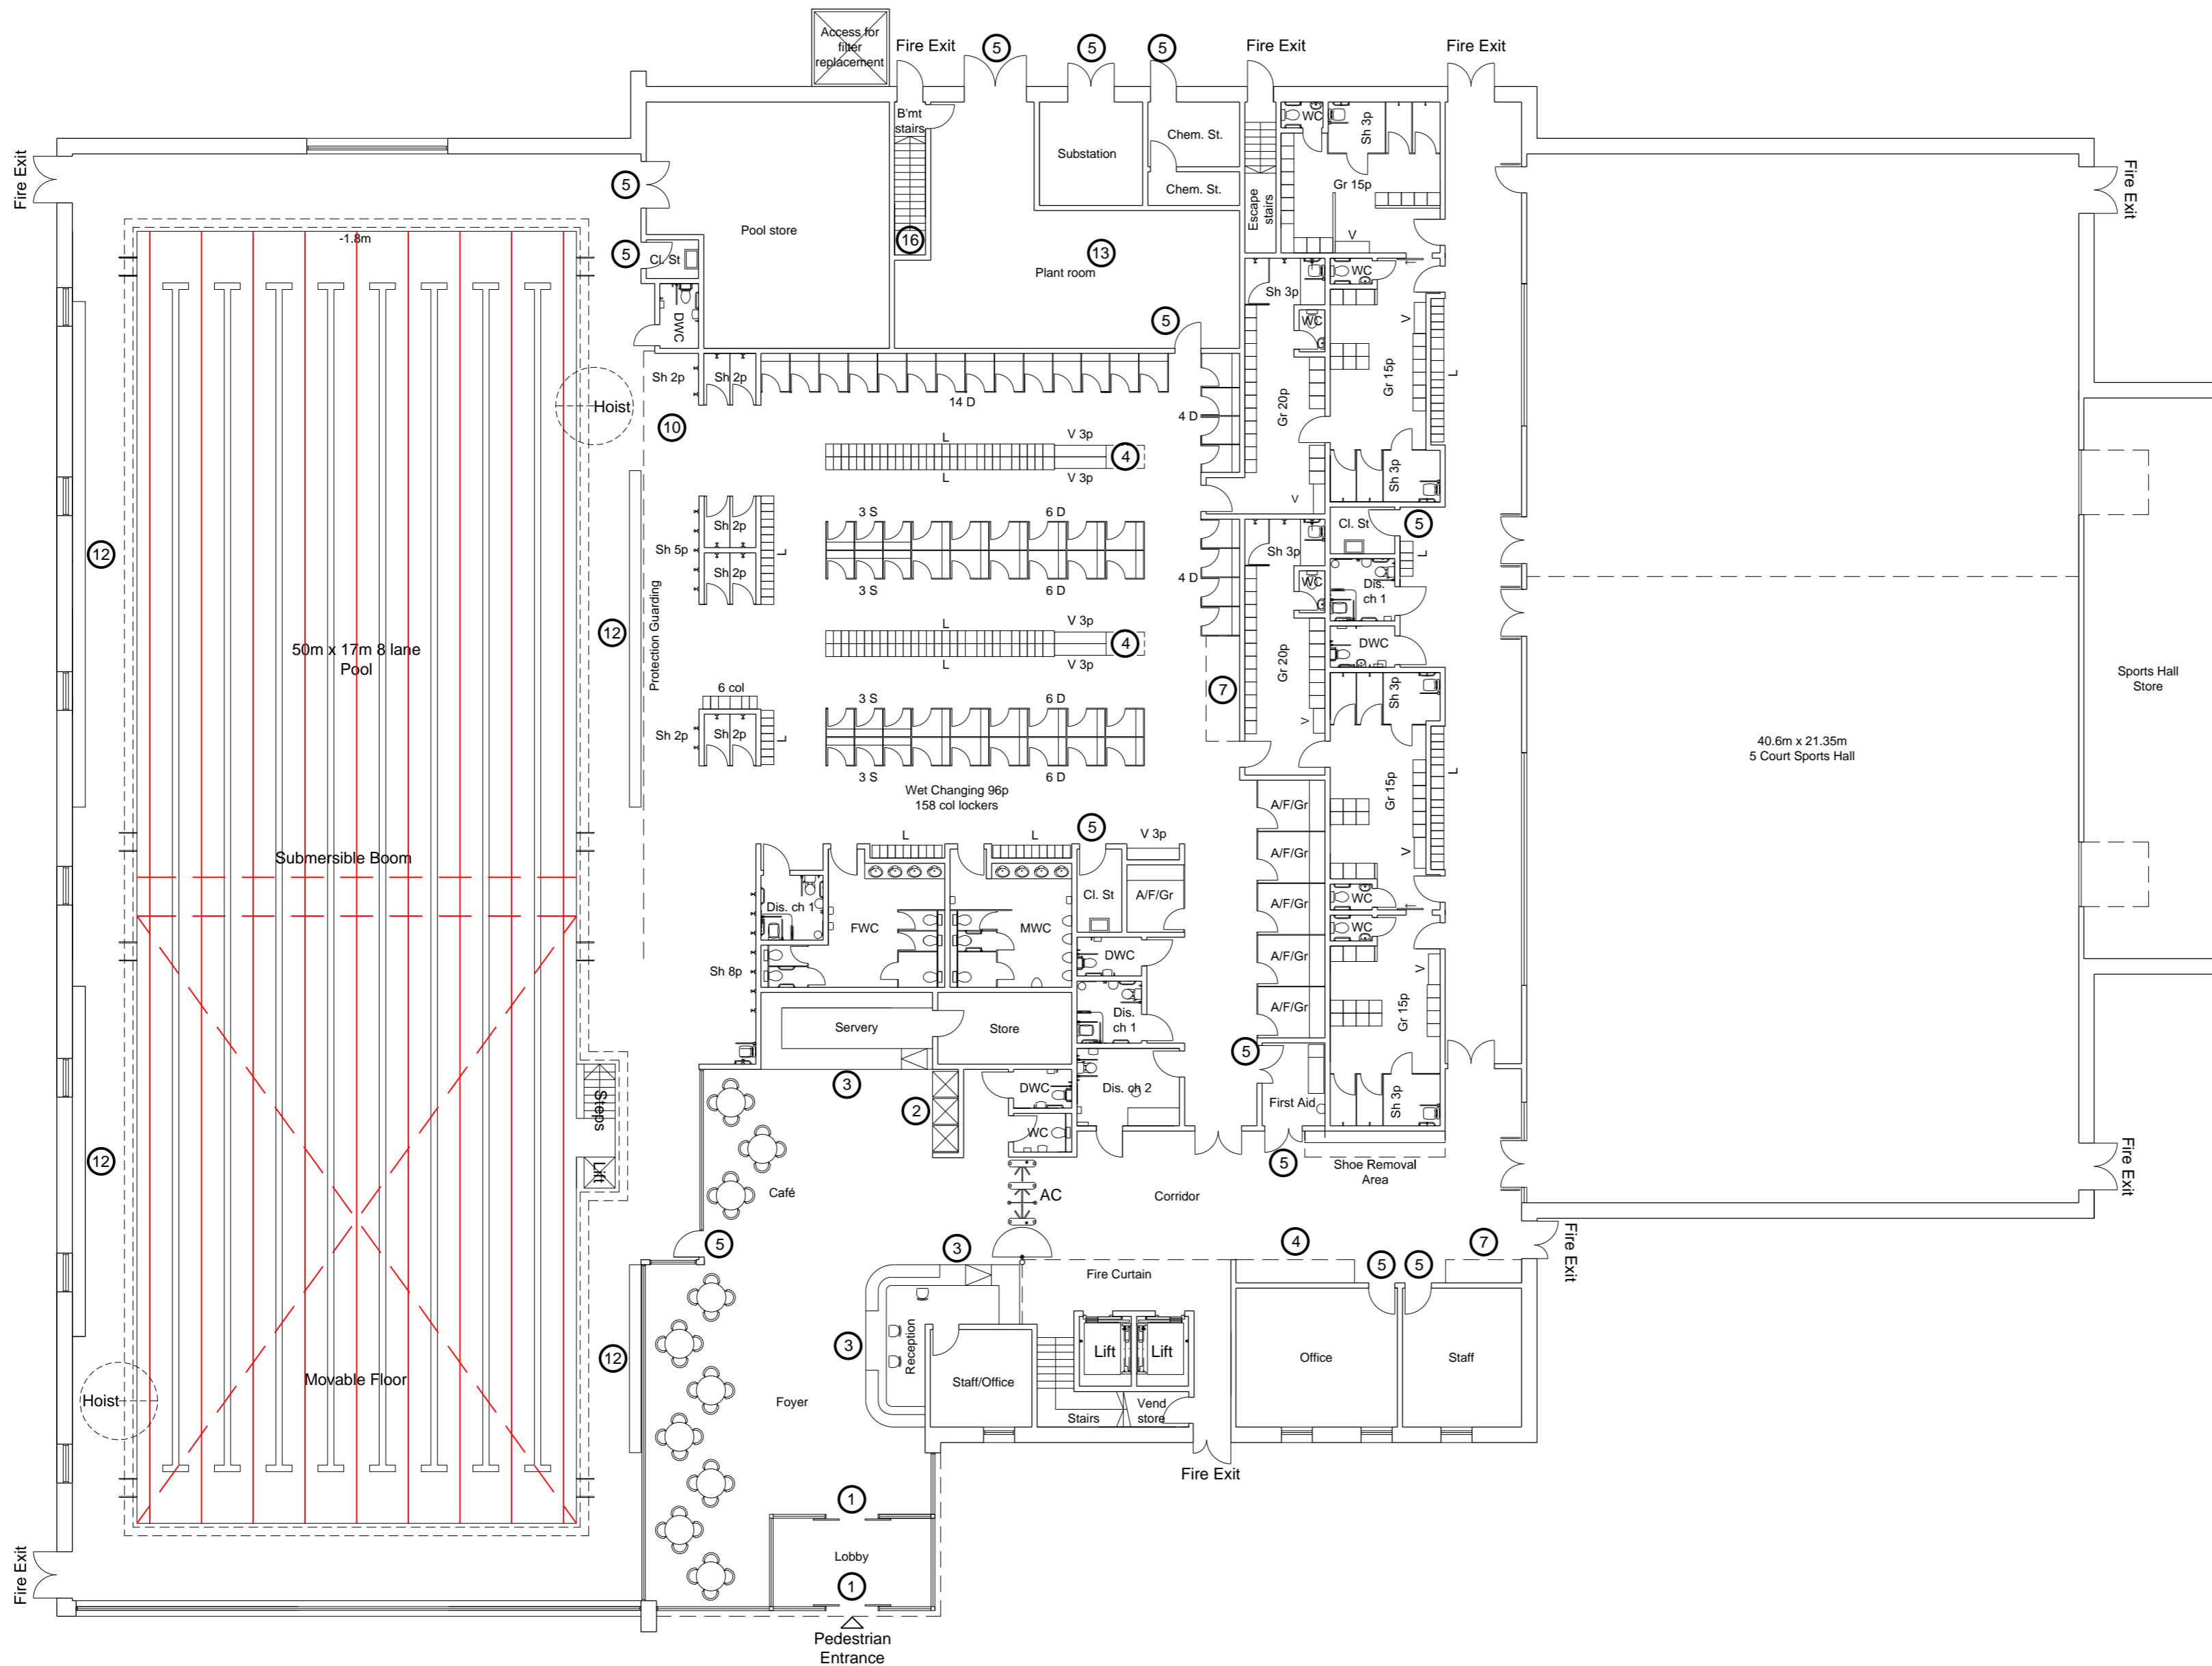 Access for
filter
replacement
Fire Exit
5
5
5
Fire Exit
Fire Exit
B'mt
stairs
Substation
Chem. St.
Chem. St.
Escape
stairs
WC
Sh 3p
Gr 15p
V
Fire Exit
Fire Exit
5
5
Cl. St
DWC
Pool store
16
13
Plant room
5
-1.8m
Hoist
Sh 2p
Sh 2p
14 D
10
4 D
L
V 3p
4
L
V 3p
Sh 3p
WC
Gr 20p
V
WC
V
Gr 15p
L
Sh 3p
12
Sh 2p
Sh 5p
Sh 2p
L
3 S
6 D
3 S
6 D
4 D
Sh 3p
WC
Gr 20p
V
Cl. St
5
L
Dis.
ch 1
DWC
12
Protection Guarding
L
V 3p
4
L
V 3p
7
50m x 17m 8 lane
Pool
6 col
Sh 2p
Sh 2p
L
3 S
6 D
3 S
6 D
Sh 3p
Gr 15p
L
V
WC
Sports Hall
Store
40.6m x 21.35m
5 Court Sports Hall
Wet Changing 96p
158 col lockers
Submersible Boom
L
L
5
V 3p
A/F/Gr
A/F/Gr
A/F/Gr
A/F/Gr
A/F/Gr
Dis. ch 1
FWC
MWC
Cl. St
A/F/Gr
DWC
Dis.
ch 1
Sh 8p
WC
V
Gr 15p
Sh 3p
Servery
Store
3
2
DWC
WC
Dis. ch 2
5
First Aid
5
Shoe Removal
Area
12
Steps
Lift
Café
AC
Corridor
Fire Exit
5
3
4
5
5
7
Fire Exit
Fire Curtain
12
3
Reception
Staff/Office
Lift
Lift
Stairs
Vend
store
Office
Staff
Movable Floor
Hoist
Foyer
Fire Exit
1
Lobby
1
Fire Exit
Pedestrian
Entrance